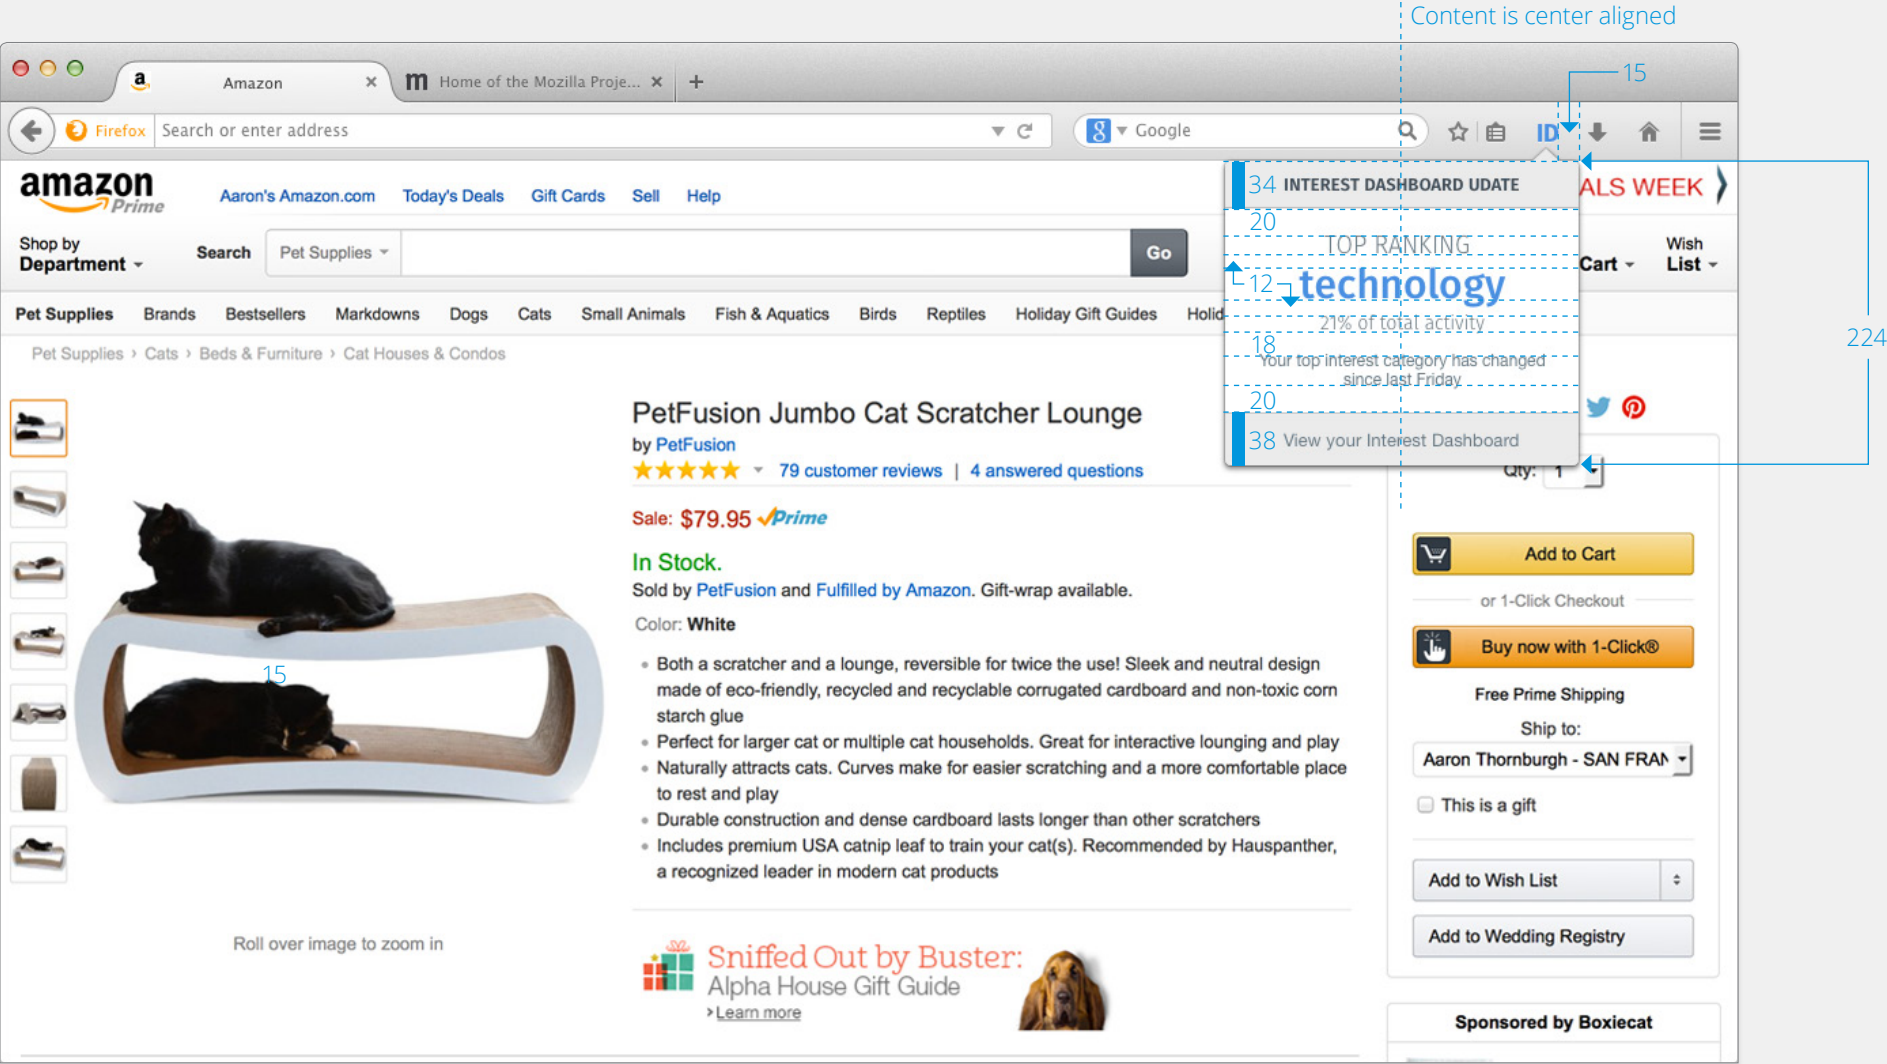 Content is center aligned
15
a Amazon
m Home of the Mozilla Proje...
Firefox Search or enter address
g Google
ID
amazon
Prime
Aaron's Amazon.com Today's Deals Gift Cards Sell Help
ALS WEEK
Shop by
Department
Search Pet Supplies Go
Cart
Wish
List
Pet Supplies Brands Bestsellers Markdowns Dogs Cats Small Animals Fish & Aquatics Birds Reptiles Holiday Gift Guides Holid
Pet Supplies › Cats › Beds & Furniture › Cat Houses & Condos
34 INTEREST DASHBOARD UDATE
20
TOP RANKING
12 technology
21% of total activity
18
Your top interest category has changed
since last Friday
20
38 View your Interest Dashboard
224
PetFusion Jumbo Cat Scratcher Lounge
by PetFusion
79 customer reviews | 4 answered questions
Sale: $79.95 Prime
In Stock.
Sold by PetFusion and Fulfilled by Amazon. Gift-wrap available.
Color: White
• Both a scratcher and a lounge, reversible for twice the use! Sleek and neutral design
made of eco-friendly, recycled and recyclable corrugated cardboard and non-toxic corn
starch glue
• Perfect for larger cat or multiple cat households. Great for interactive lounging and play
• Naturally attracts cats. Curves make for easier scratching and a more comfortable place
to rest and play
• Durable construction and dense cardboard lasts longer than other scratchers
• Includes premium USA catnip leaf to train your cat(s). Recommended by Hauspanther,
a recognized leader in modern cat products
15
Roll over image to zoom in
Sniffed Out by Buster:
Alpha House Gift Guide
› Learn more
Qty: 1
Add to Cart
or 1-Click Checkout
Buy now with 1-Click®
Free Prime Shipping
Ship to:
Aaron Thornburgh - SAN FRAN
This is a gift
Add to Wish List
Add to Wedding Registry
Sponsored by Boxiecat